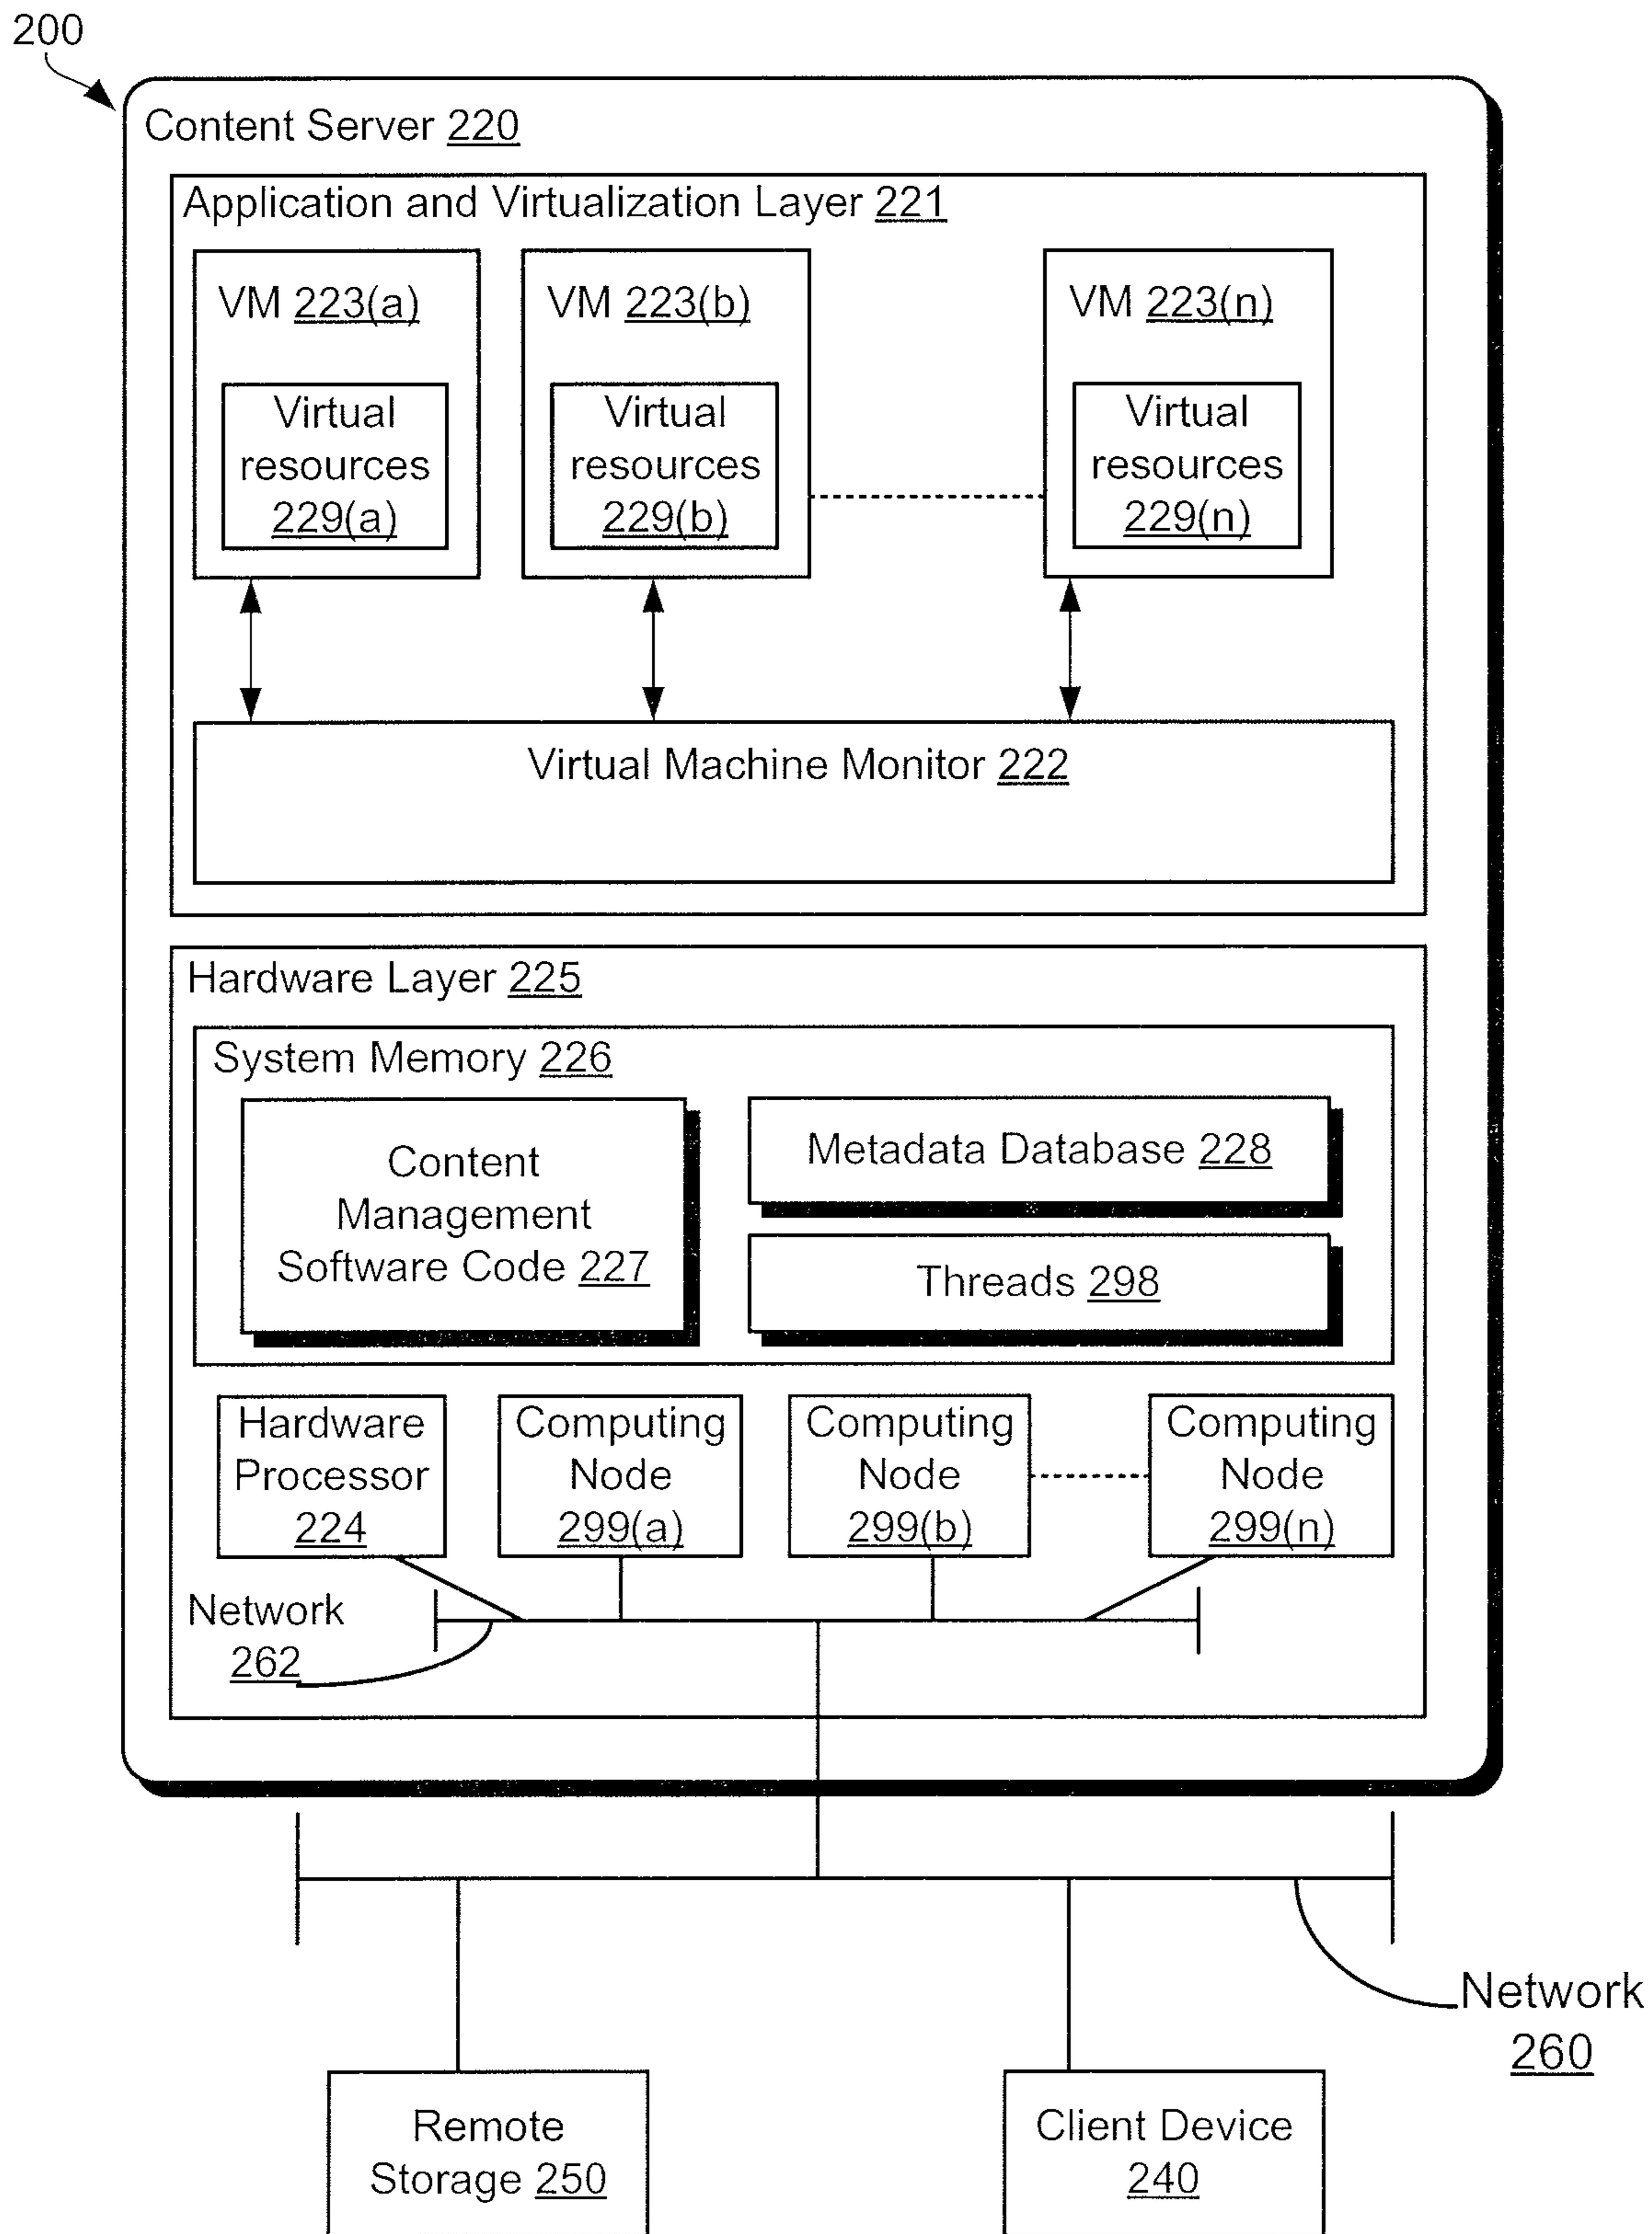 200
Content Server 220
Application and Virtualization Layer 221
VM 223(a)
Virtual
resources
229(a)
VM 223(b)
Virtual
resources
229(b)
VM 223(n)
Virtual
resources
229(n)
Virtual Machine Monitor 222
Hardware Layer 225
System Memory 226
Content
Management
Software Code 227
Metadata Database 228
Threads 298
Hardware
Processor
224
Computing
Node
299(a)
Computing
Node
299(b)
Computing
Node
299(n)
Network
262
Network
260
Remote
Storage 250
Client Device
240